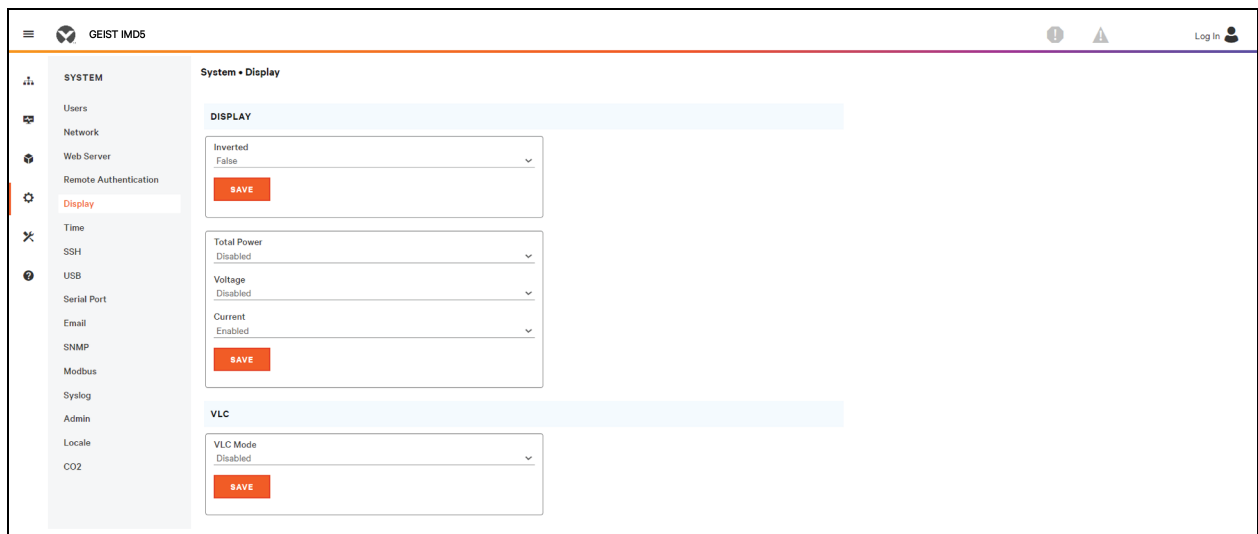 GEIST IMD5
Log In
SYSTEM
Users
Network
Web Server
Remote Authentication
Display
Time
SSH
USB
Serial Port
Email
SNMP
Modbus
Syslog
Admin
Locale
CO2
System • Display
DISPLAY
Inverted
False
SAVE
Total Power
Disabled
Voltage
Disabled
Current
Enabled
SAVE
VLC
VLC Mode
Disabled
SAVE